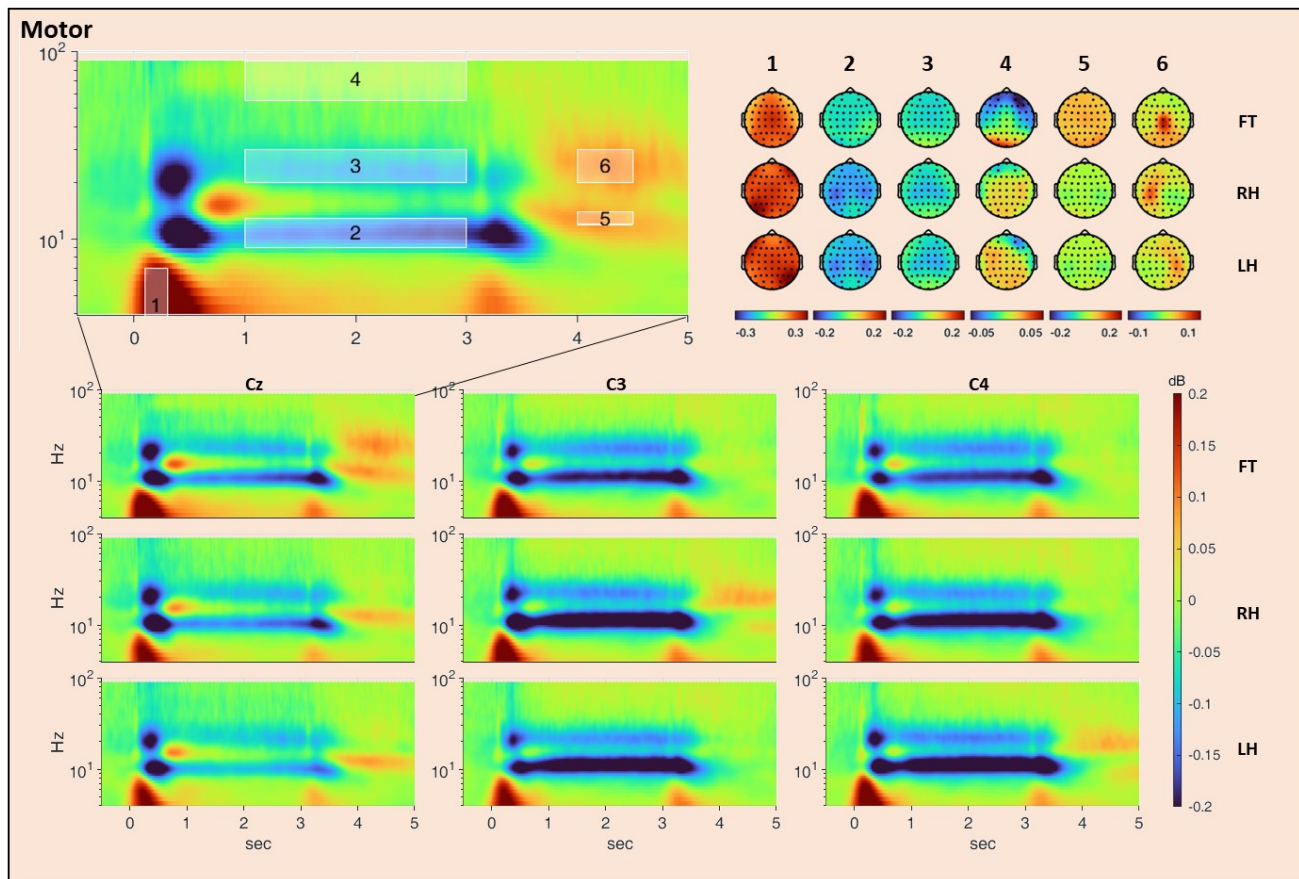 Motor
10²
10¹
4
3
6
5
2
1
0 1 2 3 4 5
1 2 3 4 5 6
FT
RH
LH
-0.3 0.3 -0.2 0.2 -0.2 0.2 -0.05 0.05 -0.2 0.2 -0.1 0.1
Cz C3 C4
dB
10² 10² 10²
Hz
10¹ 10¹ 10¹
FT
10² 10² 10²
Hz
10¹ 10¹ 10¹
RH
10² 10² 10²
Hz
10¹ 10¹ 10¹
LH
0.2
0.15
0.1
0.05
0
-0.05
-0.1
-0.15
-0.2
0 1 2 3 4 5 0 1 2 3 4 5 0 1 2 3 4 5
sec sec sec